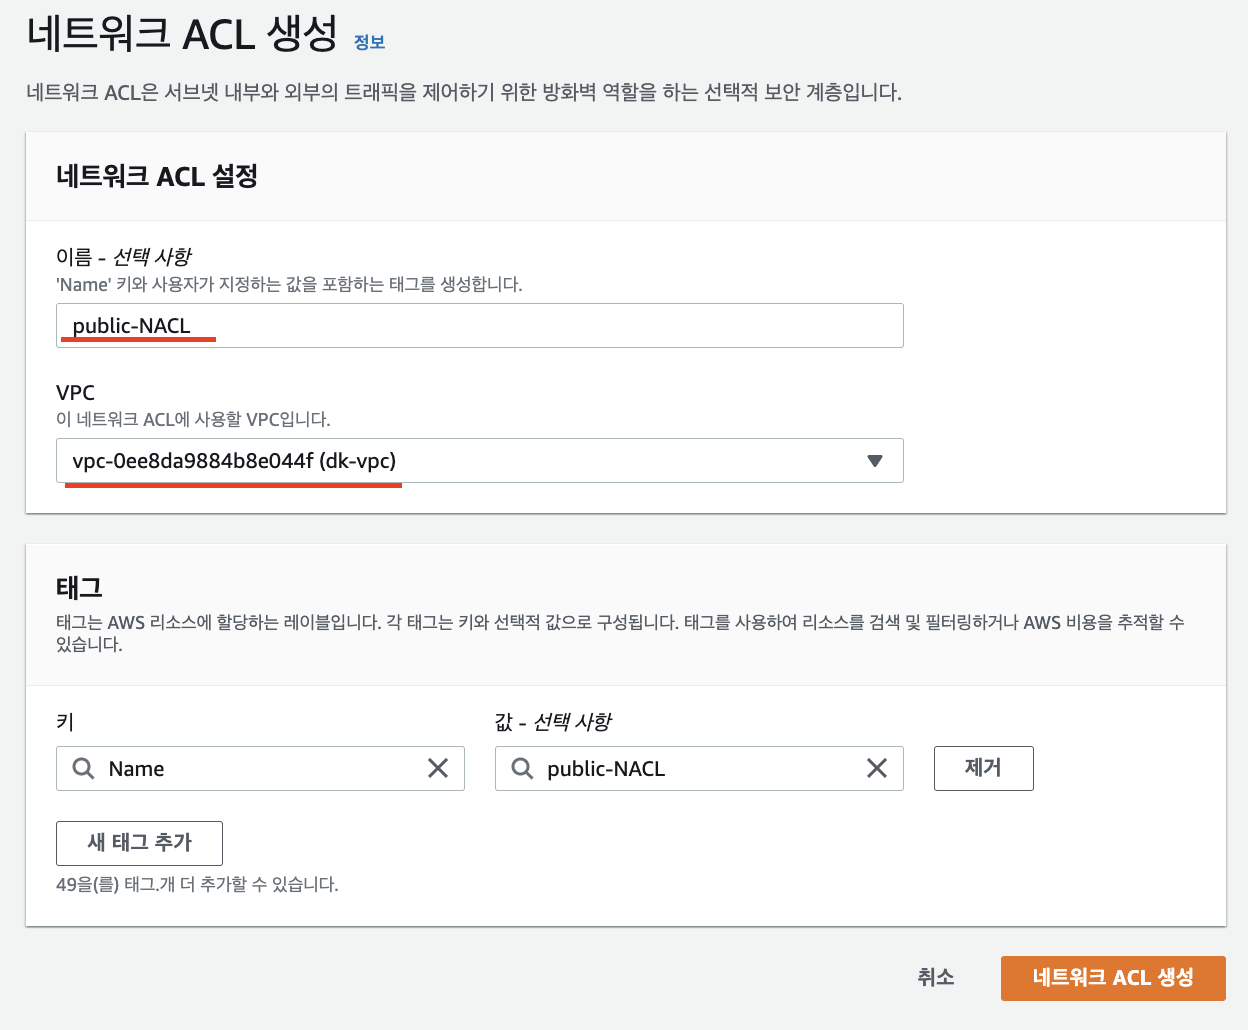 네트워크 ACL 생성 정보
네트워크 ACL은 서브넷 내부와 외부의 트래픽을 제어하기 위한 방화벽 역할을 하는 선택적 보안 계층입니다.
네트워크 ACL 설정
이름 - 선택 사항
'Name' 키와 사용자가 지정하는 값을 포함하는 태그를 생성합니다.
public-NACL
VPC
이 네트워크 ACL에 사용할 VPC입니다.
vpc-0ee8da9884b8e044f (dk-vpc)
태그
태그는 AWS 리소스에 할당하는 레이블입니다. 각 태그는 키와 선택적 값으로 구성됩니다. 태그를 사용하여 리소스를 검색 및 필터링하거나 AWS 비용을 추적할 수
있습니다.
키 값 - 선택 사항
Name public-NACL 제거
새 태그 추가
49을(를) 태그.개 더 추가할 수 있습니다.
취소 네트워크 ACL 생성